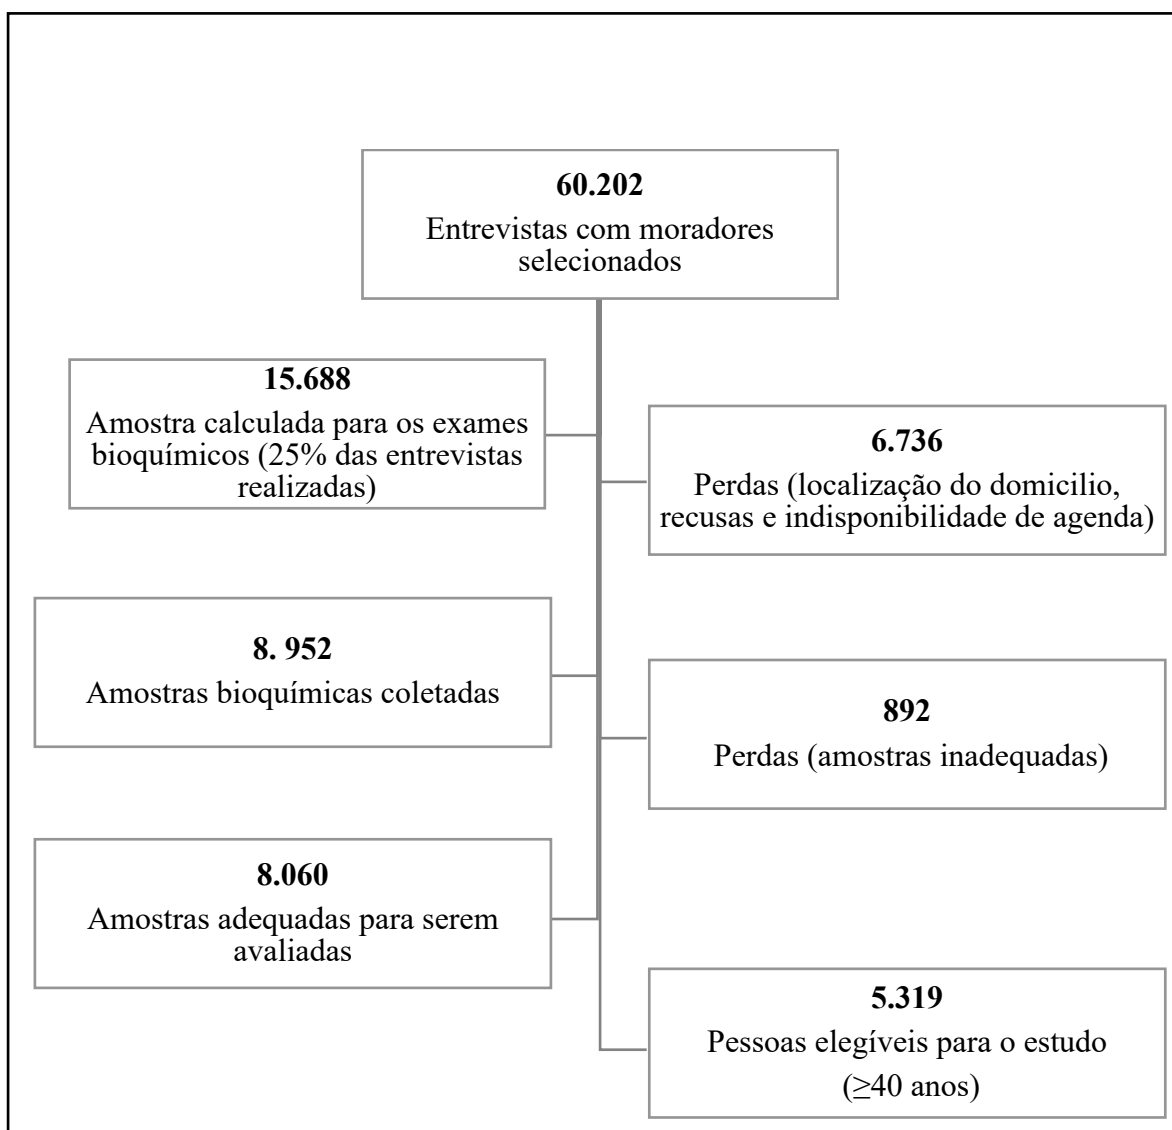 60.202
Entrevistas com moradores
selecionados
15.688
Amostra calculada para os exames
bioquímicos (25% das entrevistas
realizadas)
6.736
Perdas (localização do domicilio,
recusas e indisponibilidade de agenda)
8. 952
Amostras bioquímicas coletadas
892
Perdas (amostras inadequadas)
8.060
Amostras adequadas para serem
avaliadas
5.319
Pessoas elegíveis para o estudo
(≥40 anos)